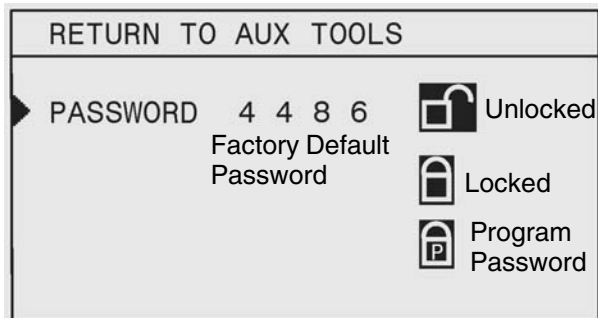 RETURN TO AUX TOOLS
PASSWORD 4 4 8 6
Unlocked
Factory Default
Password
Locked
P
Program
Password